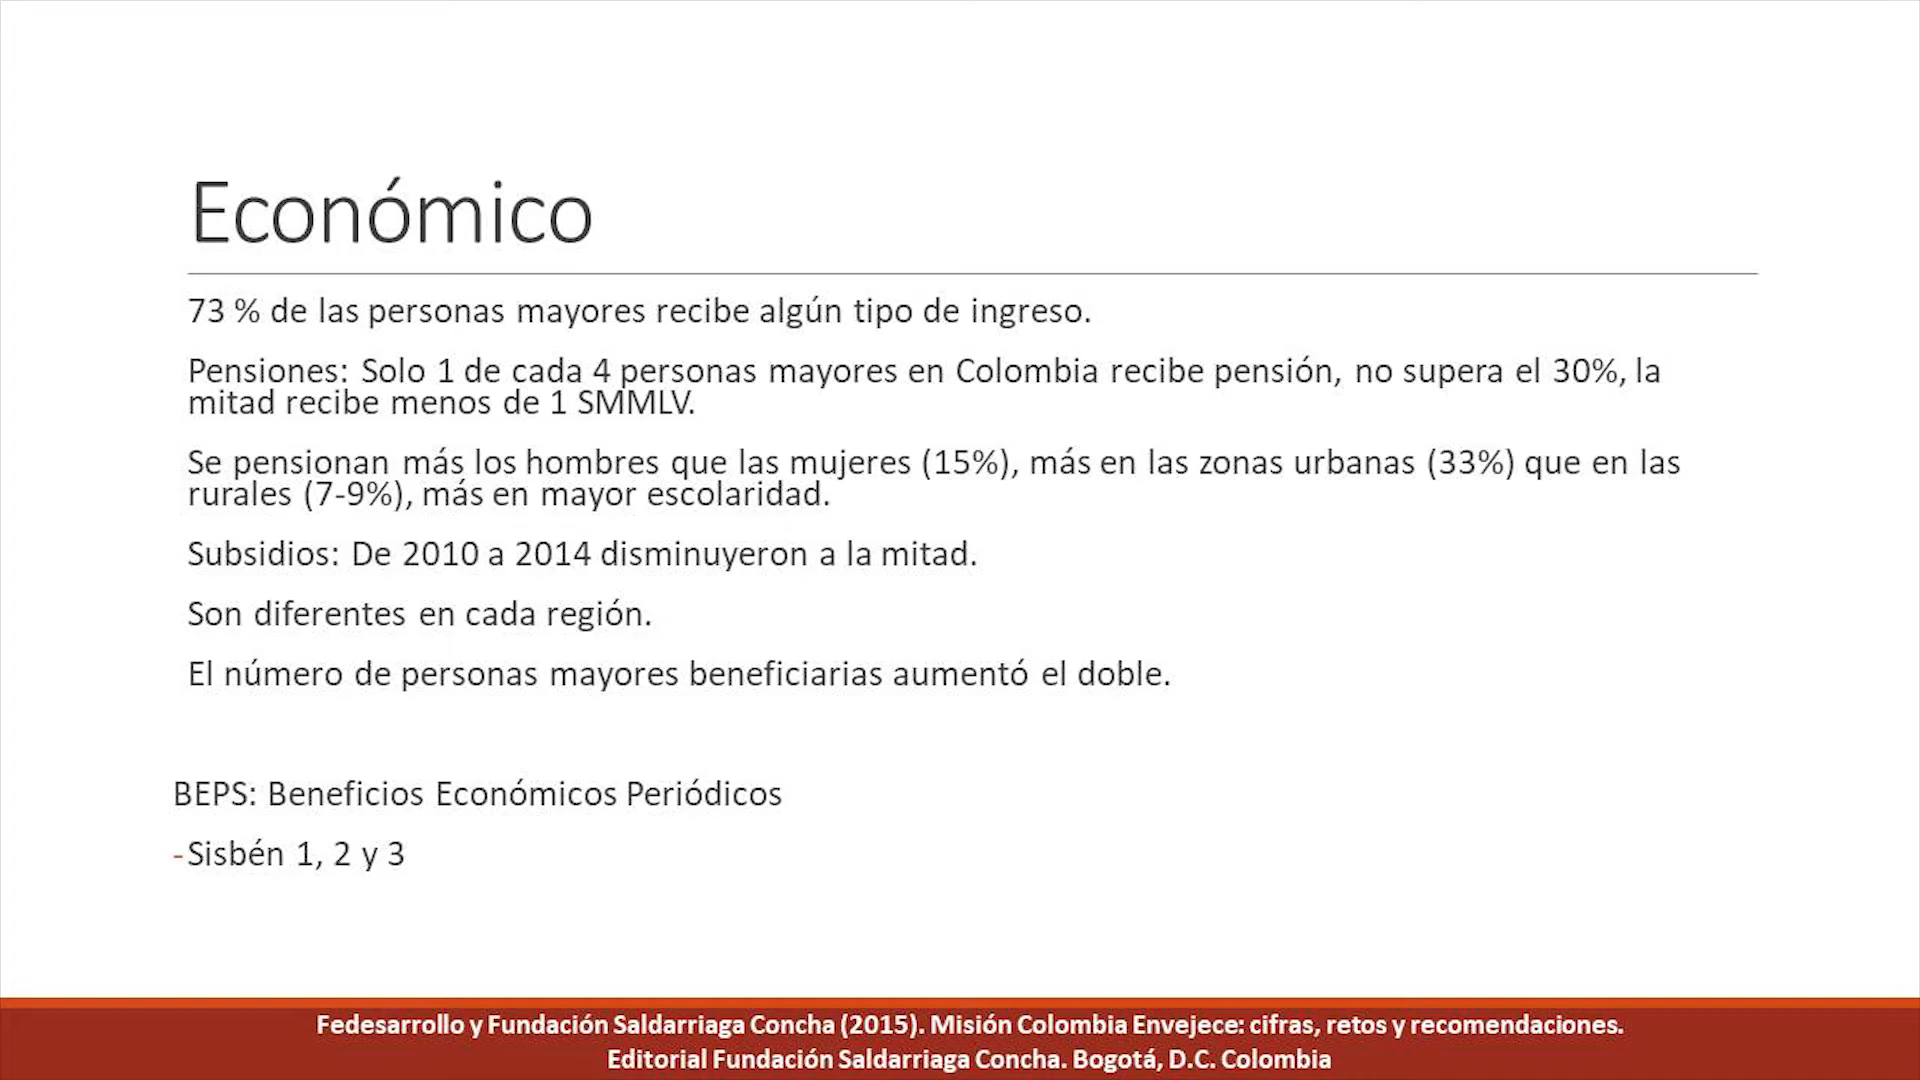 Económico
73 % de las personas mayores recibe algún tipo de ingreso.
Pensiones: Solo 1 de cada 4 personas mayores en Colombia recibe pensión, no supera el 30%, la
mitad recibe menos de 1 SMMLV.
Se pensionan más los hombres que las mujeres (15%), más en las zonas urbanas (33%) que en las
rurales (7-9%), más en mayor escolaridad.
Subsidios: De 2010 a 2014 disminuyeron a la mitad.
Son diferentes en cada región.
El número de personas mayores beneficiarias aumentó el doble.
BEPS: Beneficios Económicos Periódicos
-Sisbén 1, 2 y 3
Fedesarrollo y Fundación Saldarriaga Concha (2015). Misión Colombia Envejece: cifras, retos y recomendaciones.
Editorial Fundación Saldarriaga Concha. Bogotá, D.C. Colombia